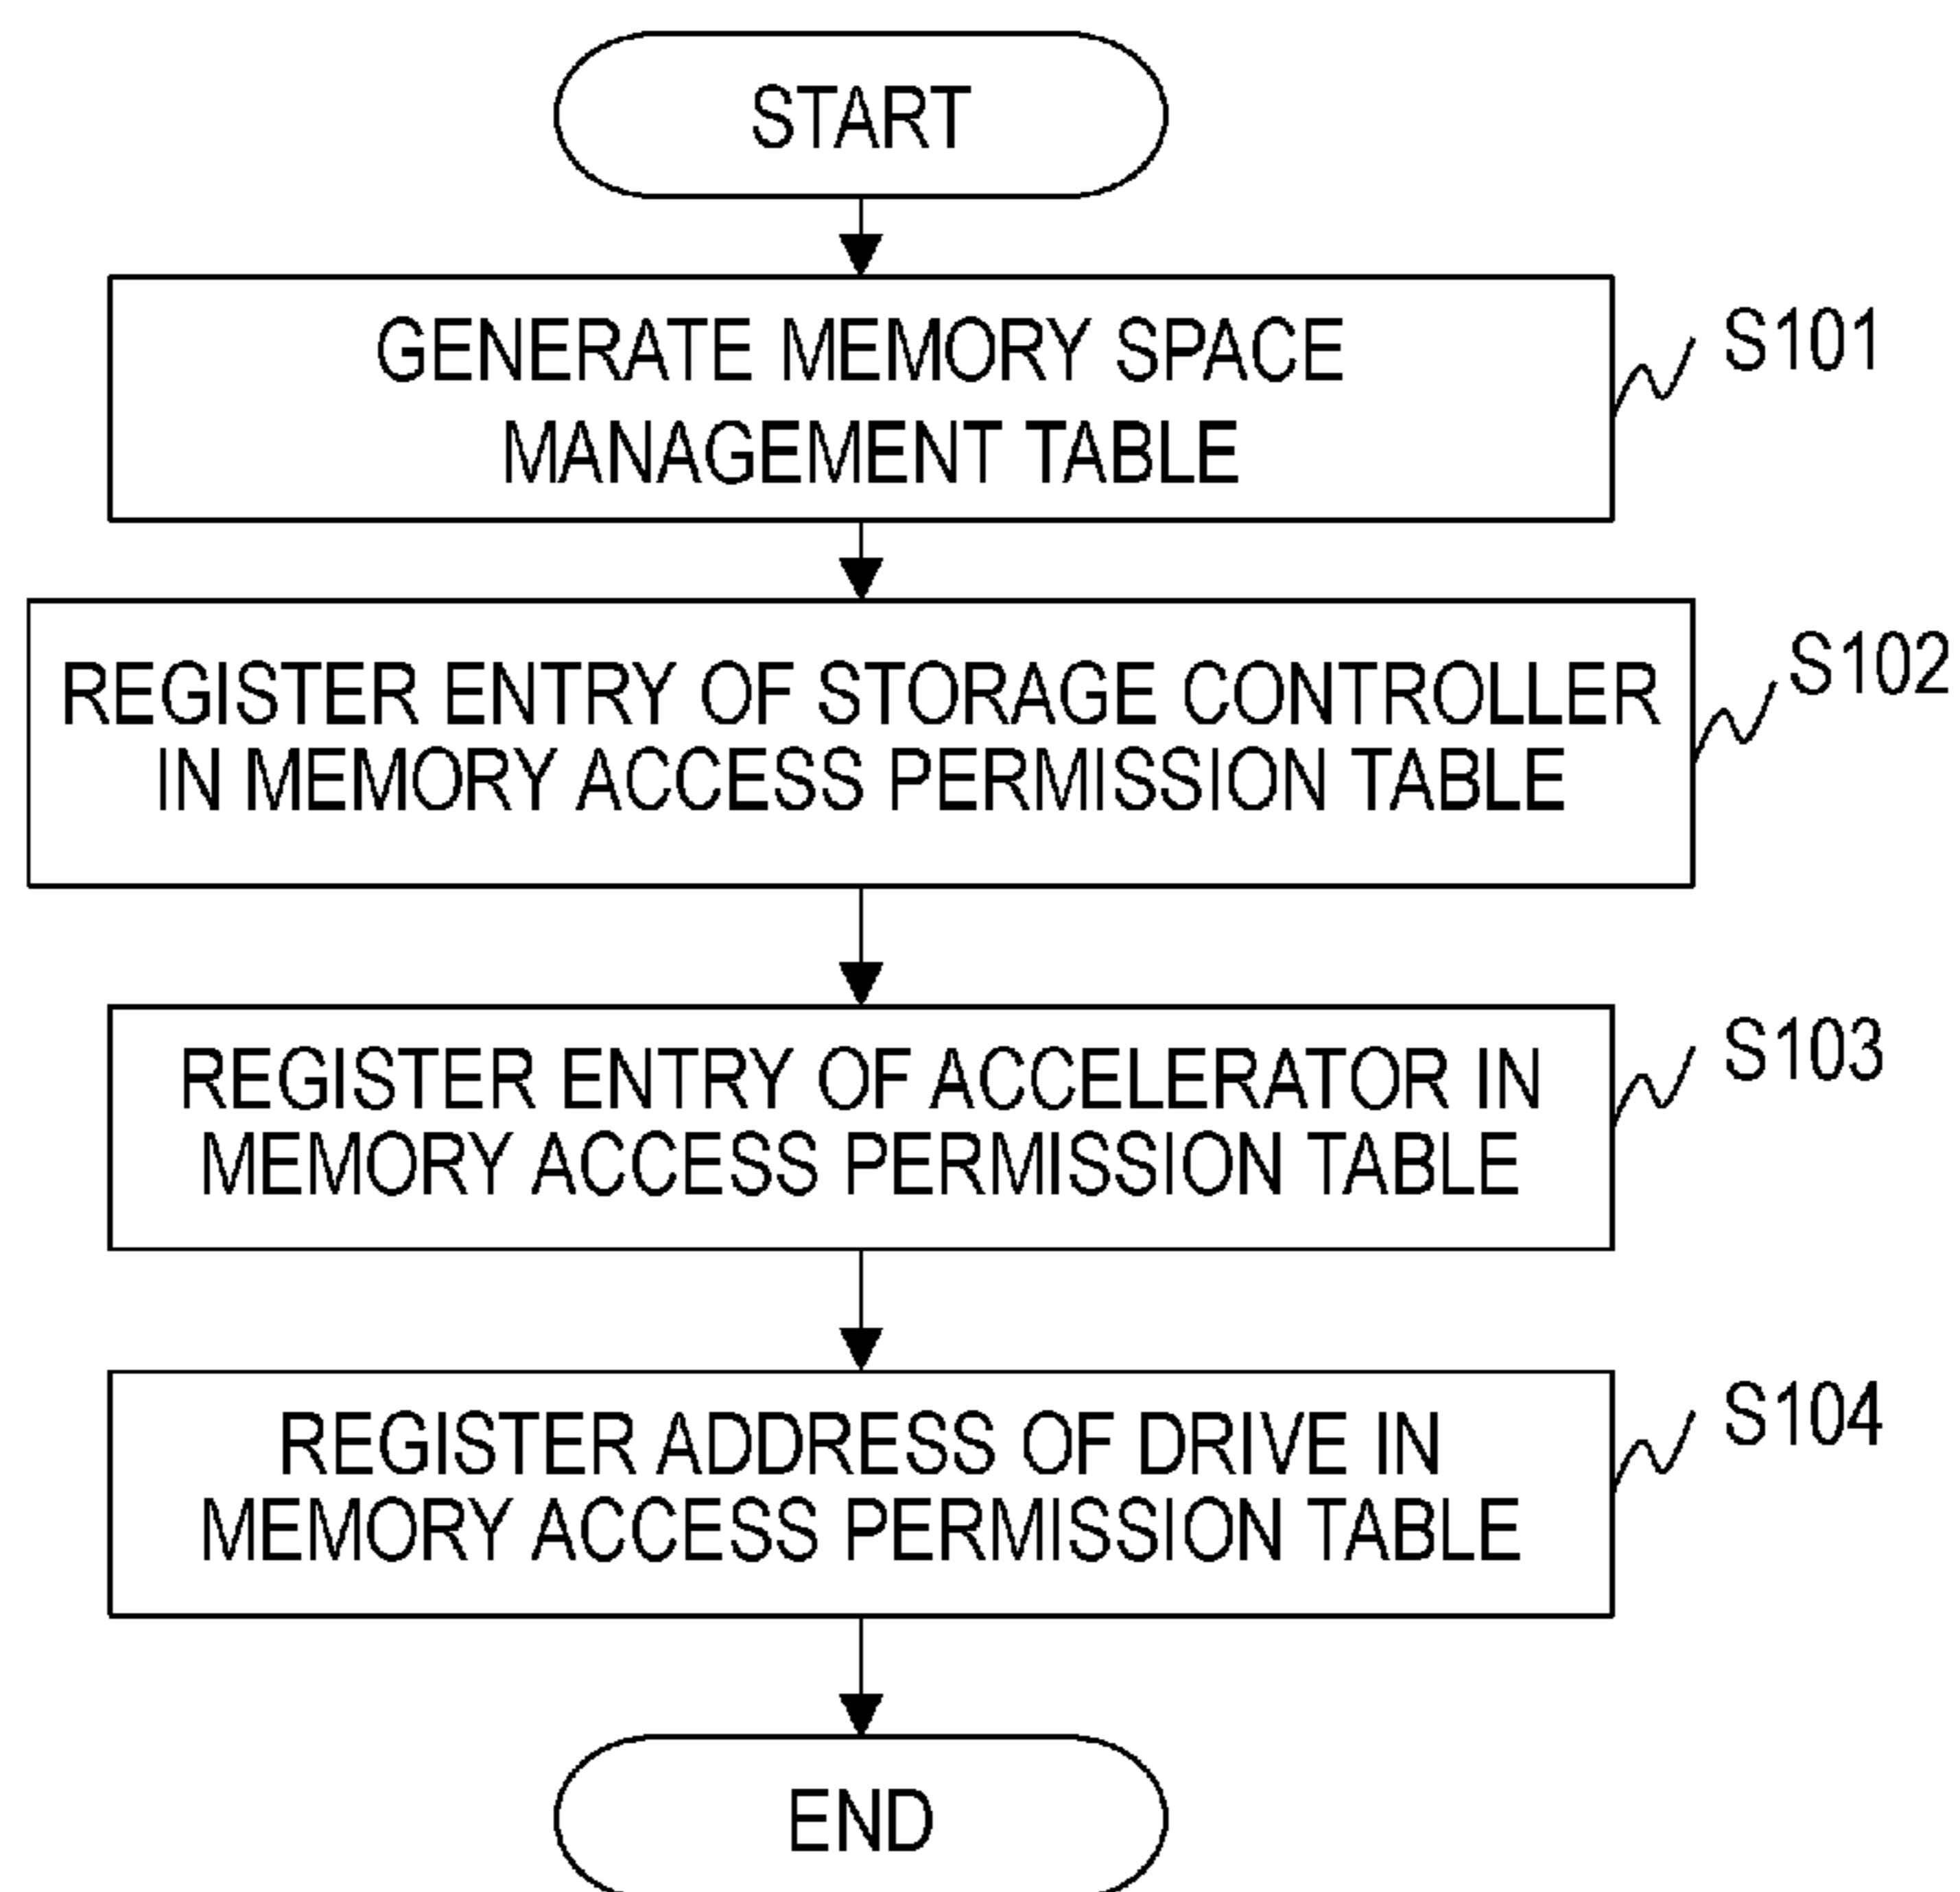 START
GENERATE MEMORY SPACE
MANAGEMENT TABLE
S101
REGISTER ENTRY OF STORAGE CONTROLLER
IN MEMORY ACCESS PERMISSION TABLE
S102
REGISTER ENTRY OF ACCELERATOR IN
MEMORY ACCESS PERMISSION TABLE
S103
REGISTER ADDRESS OF DRIVE IN
MEMORY ACCESS PERMISSION TABLE
S104
END